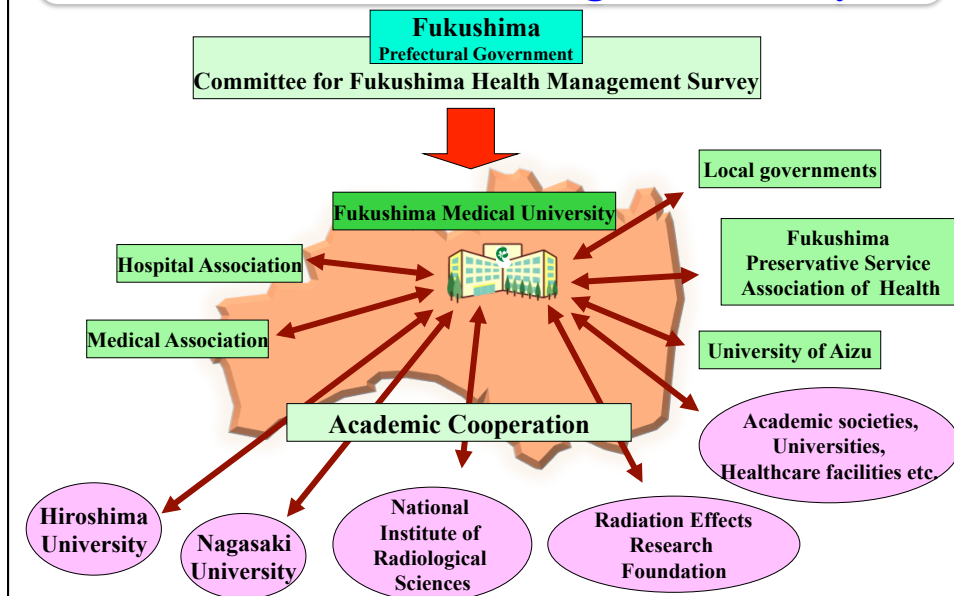 Fukushima
Prefectural Government
Committee for Fukushima Health Management Survey
Local governments
Fukushima Medical University
Fukushima
Preservative Service
Association of Health
Hospital Association
Medical Association
University of Aizu
Academic Cooperation
Academic societies,
Universities,
Healthcare facilities etc.
Hiroshima
University
Nagasaki
University
National
Institute of
Radiological
Sciences
Radiation Effects
Research
Foundation